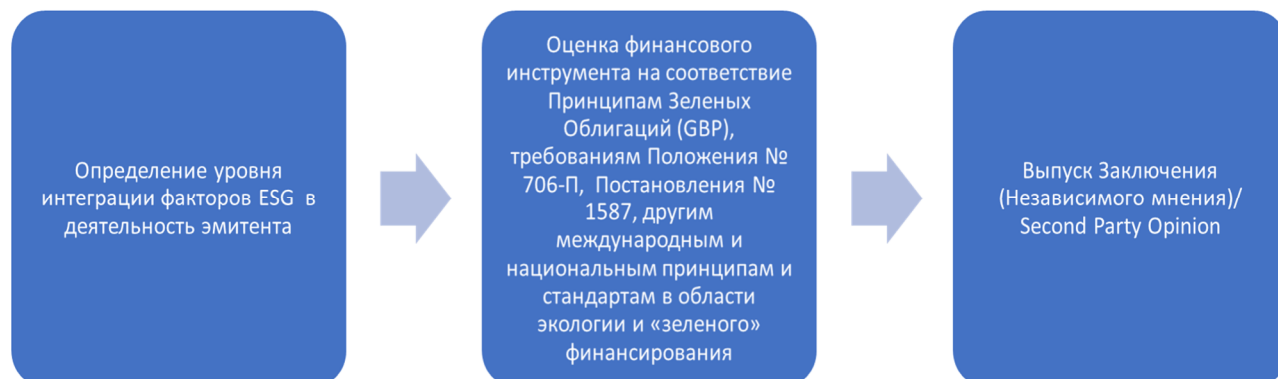 Определение уровня
интеграции факторов ESG в
деятельность эмитента
Оценка финансового
инструмента на соответствие
Принципам Зеленых
Облигаций (GBP),
требованиям Положения №
706-П, Постановления №
1587, другим
международным и
национальным принципам и
стандартам в области
экологии и «зеленого»
финансирования
Выпуск Заключения
(Независимого мнения)/
Second Party Opinion